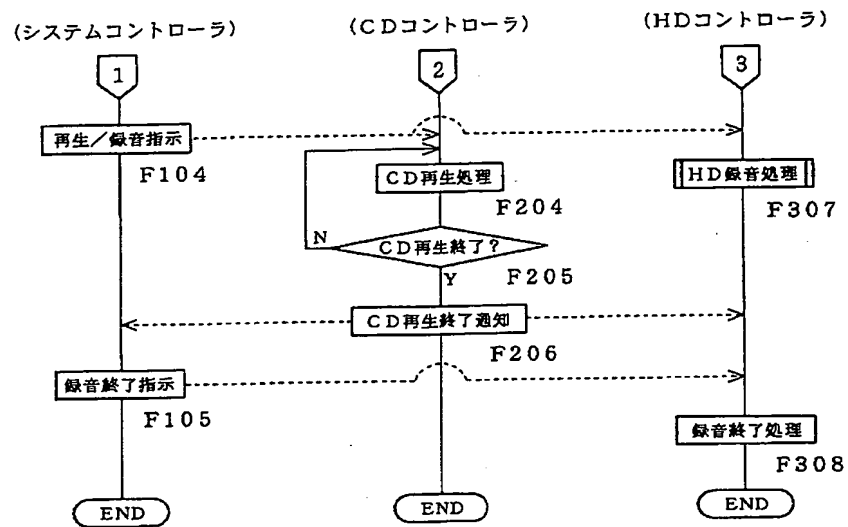 (システムコントローラ)
(CDコントローラ)
(HDコントローラ)
1
2
3
再生/録音指示
F104
CD再生処理
F204
HD録音処理
F307
N
CD再生終了?
Y
F205
CD再生終了通知
F206
録音終了指示
F105
録音終了処理
F308
END
END
END